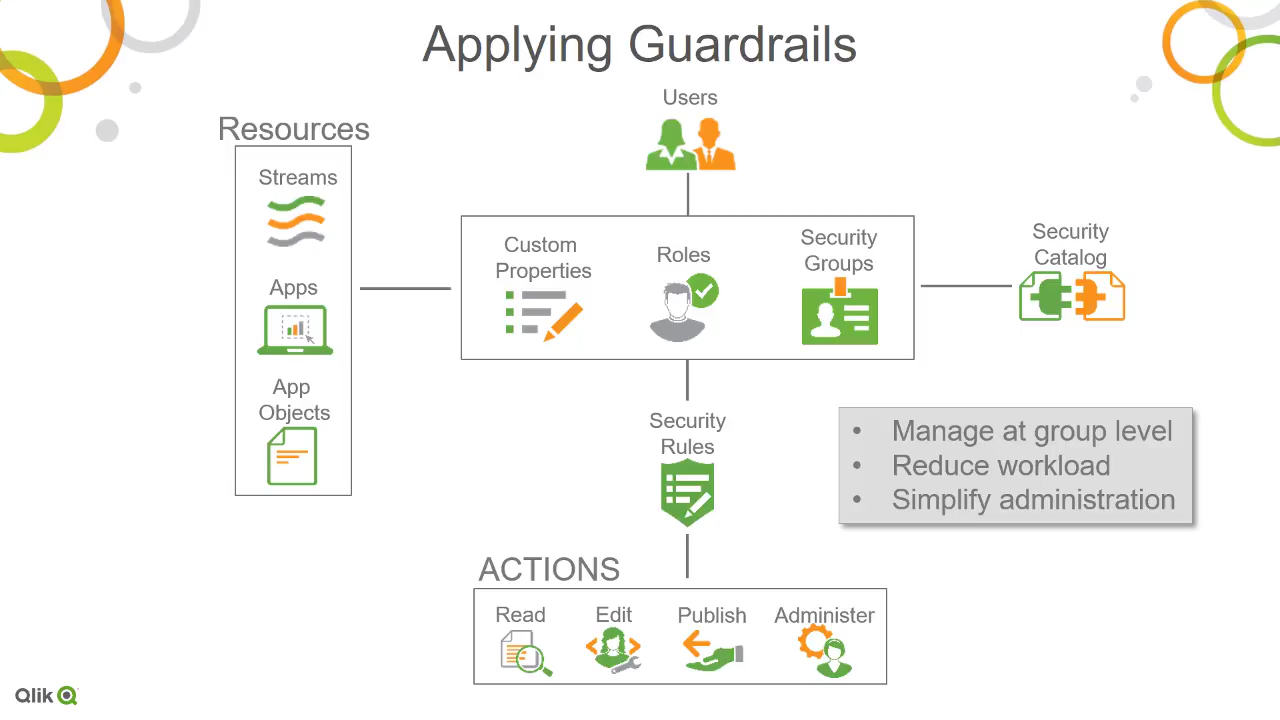 Applying Guardrails
Users
Resources
Streams
Apps
App
Objects
Custom
Properties
Roles
Security
Groups
Security
Catalog
Security
Rules
• Manage at group level
• Reduce workload
• Simplify administration
ACTIONS
Read
Edit
Publish
Administer
Qlik